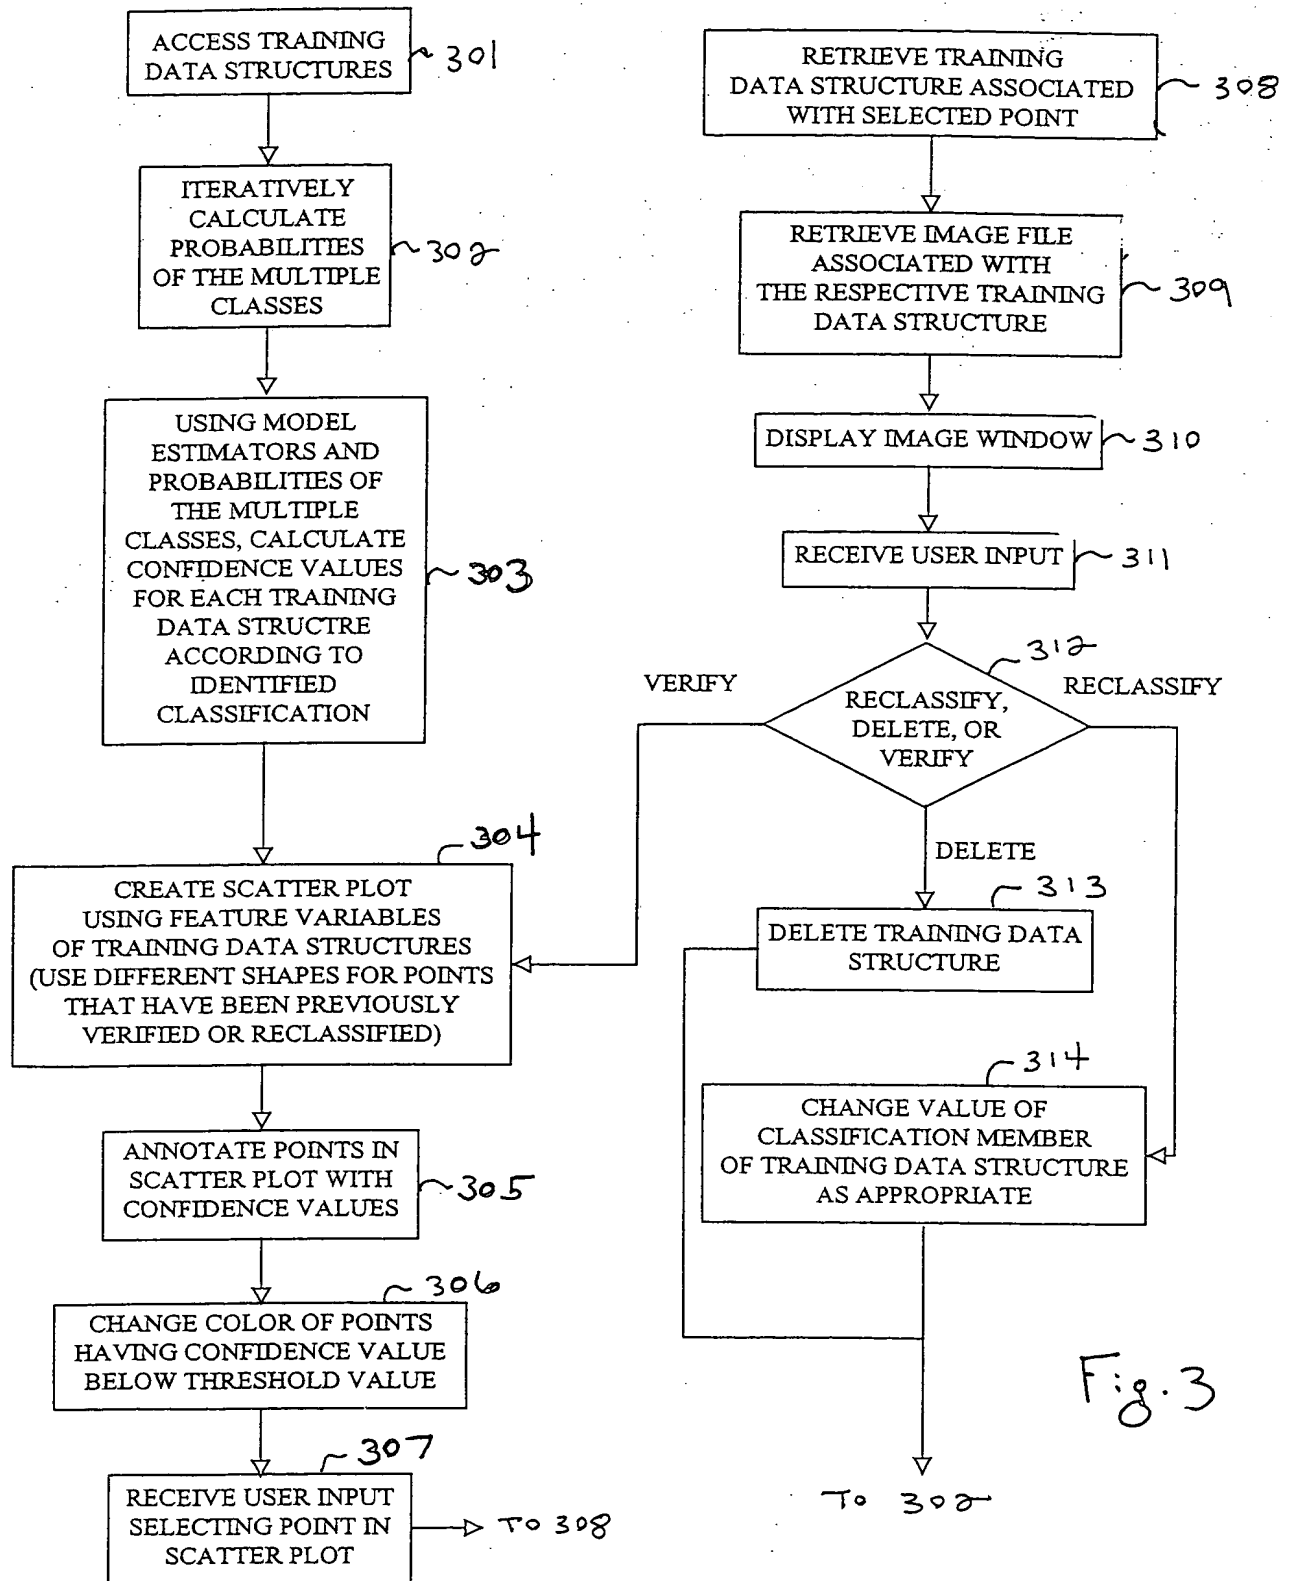 ACCESS TRAINING
DATA STRUCTURES
301
ITERATIVELY
CALCULATE
PROBABILITIES
OF THE MULTIPLE
CLASSES
302
USING MODEL
ESTIMATORS AND
PROBABILITIES OF
THE MULTIPLE
CLASSES, CALCULATE
CONFIDENCE VALUES
FOR EACH TRAINING
DATA STRUCTRE
ACCORDING TO
IDENTIFIED
CLASSIFICATION
303
304
CREATE SCATTER PLOT
USING FEATURE VARIABLES
OF TRAINING DATA STRUCTURES
(USE DIFFERENT SHAPES FOR POINTS
THAT HAVE BEEN PREVIOUSLY
VERIFIED OR RECLASSIFIED)
ANNOTATE POINTS IN
SCATTER PLOT WITH
CONFIDENCE VALUES
305
306
CHANGE COLOR OF POINTS
HAVING CONFIDENCE VALUE
BELOW THRESHOLD VALUE
307
RECEIVE USER INPUT
SELECTING POINT IN
SCATTER PLOT
TO 308
RETRIEVE TRAINING
DATA STRUCTURE ASSOCIATED
WITH SELECTED POINT
308
RETRIEVE IMAGE FILE
ASSOCIATED WITH
THE RESPECTIVE TRAINING
DATA STRUCTURE
309
DISPLAY IMAGE WINDOW
310
RECEIVE USER INPUT
311
312
VERIFY
RECLASSIFY
RECLASSIFY,
DELETE, OR
VERIFY
DELETE
313
DELETE TRAINING DATA
STRUCTURE
314
CHANGE VALUE OF
CLASSIFICATION MEMBER
OF TRAINING DATA STRUCTURE
AS APPROPRIATE
TO 302
Fig. 3